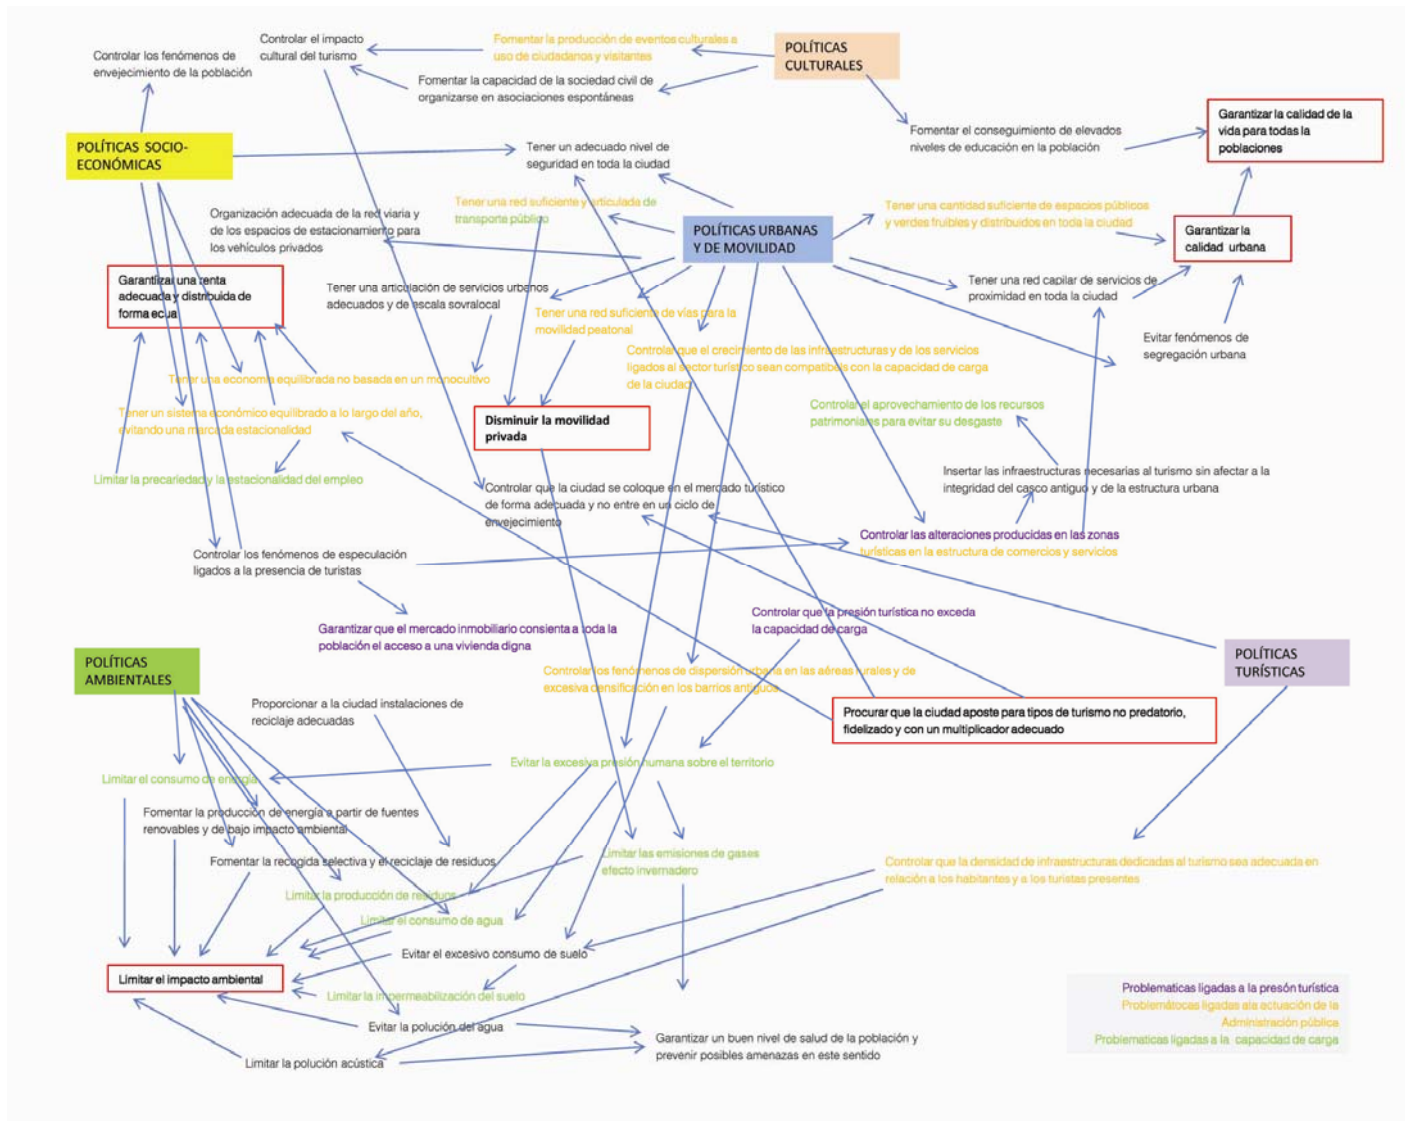 Controlar los fenómenos de
envejecimiento de la población
Controlar el impacto
cultural del turismo
Fomentar la producción de eventos culturales a
uso de ciudadanos y visitantes
Fomentar la capacidad de la sociedad civil de
organizarse en asociaciones espontáneas
POLÍTICAS
CULTURALES
Fomentar el conseguimiento de elevados
niveles de educación en la población
Garantizar la calidad de la
vida para todas la
poblaciones
POLÍTICAS SOCIO-
ECONÓMICAS
Tener un adecuado nivel de
seguridad en toda la ciudad
Tener una red suficiente y articulada de
transporte público
Organización adecuada de la red viaria y
de los espacios de estacionamiento para
los vehículos privados
POLÍTICAS URBANAS
Y DE MOVILIDAD
Tener una cantidad suficiente de espacios públicos
y verdes fruibles y distribuidos en toda la ciudad
Garantizar la
calidad urbana
Garantizar una renta
adecuada y distribuida de
forma ecua
Tener una articulación de servicios urbanos
adecuados y de escala sovralocal
Tener una red suficiente de vías para la
movilidad peatonal
Tener una red capilar de servicios de
proximidad en toda la ciudad
Evitar fenómenos de
segregación urbana
Controlar que el crecimiento de las infraestructuras y de los servicios
ligados al sector turístico sean compatibels con la capacidad de carga
de la ciudad
Tener una economía equilibrada no basada en un monocultivo
Tener un sistema económico equilibrado a lo largo del año,
evitando una marcada estacionalidad
Disminuir la movilidad
privada
Controlar el aprovechamiento de los recursos
patrimoniales para evitar su desgaste
Limitar la precariedad y la estacionalidad del empleo
Controlar que la ciudad se coloque en el mercado turístico
de forma adecuada y no entre en un ciclo de
envejecimiento
Insertar las infraestructuras necesarias al turismo sin afectar a la
integridad del casco antiguo y de la estructura urbana
Controlar las alteraciones producidas en las zonas
turísticas en la estructura de comercios y servicios
Controlar los fenómenos de especulación
ligados a la presencia de turistas
Garantizar que el mercado inmobiliario consienta a toda la
población el acceso a una vivienda digna
Controlar que la presión turística no exceda
la capacidad de carga
POLÍTICAS
AMBIENTALES
Controlar los fenómenos de dispersión urbana en las aéreas rurales y de
excesiva densificación en los barrios antiguos
POLÍTICAS
TURÍSTICAS
Proporcionar a la ciudad instalaciones de
reciclaje adecuadas
Procurar que la ciudad aposte para tipos de turismo no predatorio,
fidelizado y con un multiplicador adecuado
Evitar la excesiva presión humana sobre el territorio
Limitar el consumo de energía
Fomentar la producción de energía a partir de fuentes
renovables y de bajo impacto ambiental
Fomentar la recogida selectiva y el reciclaje de residuos
Limitar las emisiones de gases
efecto invernadero
Controlar que la densidad de infraestructuras dedicadas al turismo sea adecuada en
relación a los habitantes y a los turistas presentes
Limitar la producción de residuos
Limitar el consumo de agua
Evitar el excesivo consumo de suelo
Limitar el impacto ambiental
Limitar la impermeabilización del suelo
Evitar la polución del agua
Limitar la polución acústica
Garantizar un buen nivel de salud de la población y
prevenir posibles amenazas en este sentido
Problematicas ligadas a la presón turística
Problemátocas ligadas ala actuación de la
Administración pública
Problematicas ligadas a la capacidad de carga